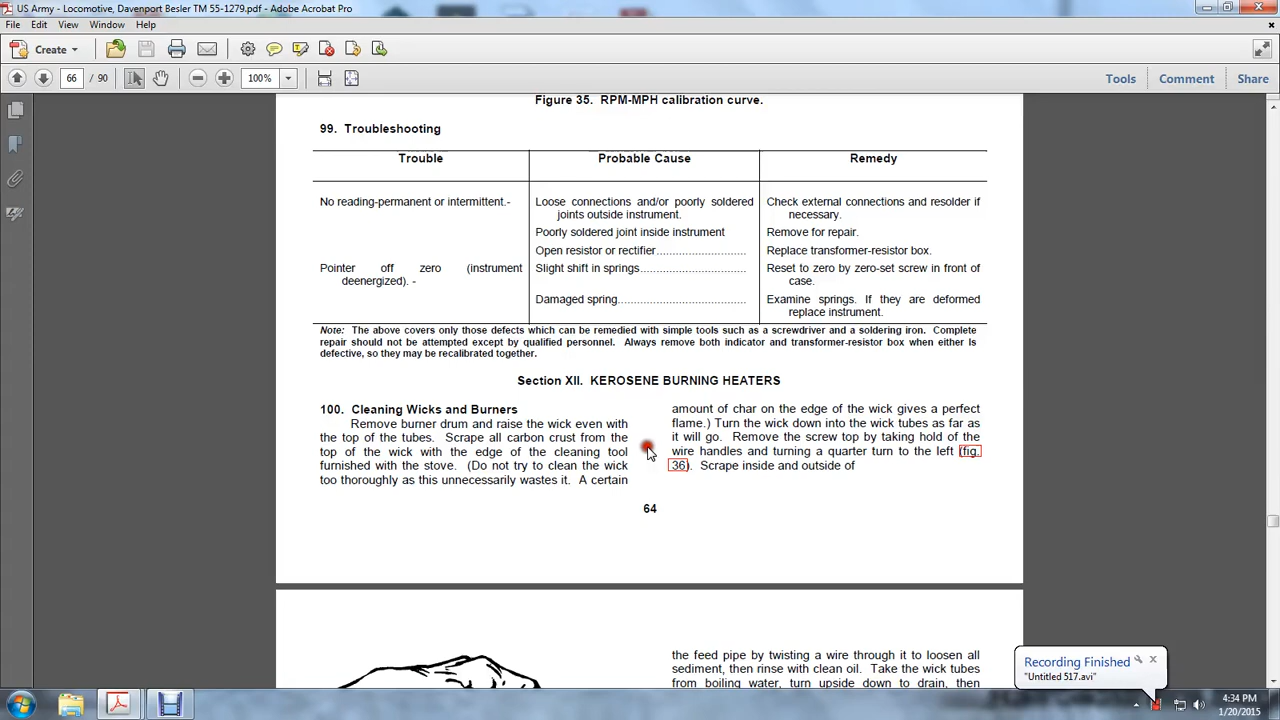 US Army - Locomotive, Davenport Besler TM 55-1279.pdf - Adobe Acrobat Pro
File Edit View Window Help
Create
66 / 90 100% Tools Comment Share
Figure 35. RPM-MPH calibration curve.
99. Troubleshooting
Trouble Probable Cause Remedy
No reading-permanent or intermittent.- Loose connections and/or poorly soldered Check external connections and resolder if
joints outside instrument. necessary.
Poorly soldered joint inside instrument Remove for repair.
Open resistor or rectifier............................ Replace transformer-resistor box.
Pointer off zero (instrument Slight shift in springs................................. Reset to zero by zero-set screw in front of
deenergized). - case.
Damaged spring....................................... Examine springs. If they are deformed
replace instrument.
Note: The above covers only those defects which can be remedied with simple tools such as a screwdriver and a soldering iron. Complete
repair should not be attempted except by qualified personnel. Always remove both indicator and transformer-resistor box when either Is
defective, so they may be recalibrated together.
Section XII. KEROSENE BURNING HEATERS
100. Cleaning Wicks and Burners
Remove burner drum and raise the wick even with
the top of the tubes. Scrape all carbon crust from the
top of the wick with the edge of the cleaning tool
furnished with the stove. (Do not try to clean the wick
too thoroughly as this unnecessarily wastes it. A certain
amount of char on the edge of the wick gives a perfect
flame.) Turn the wick down into the wick tubes as far as
it will go. Remove the screw top by taking hold of the
wire handles and turning a quarter turn to the left (fig.
36). Scrape inside and outside of
64
the feed pipe by twisting a wire through it to loosen all
sediment, then rinse with clean oil. Take the wick tubes
from boiling water, turn upside down to drain, then
Recording Finished
"Untitled 517.avi"
4:34 PM
1/20/2015